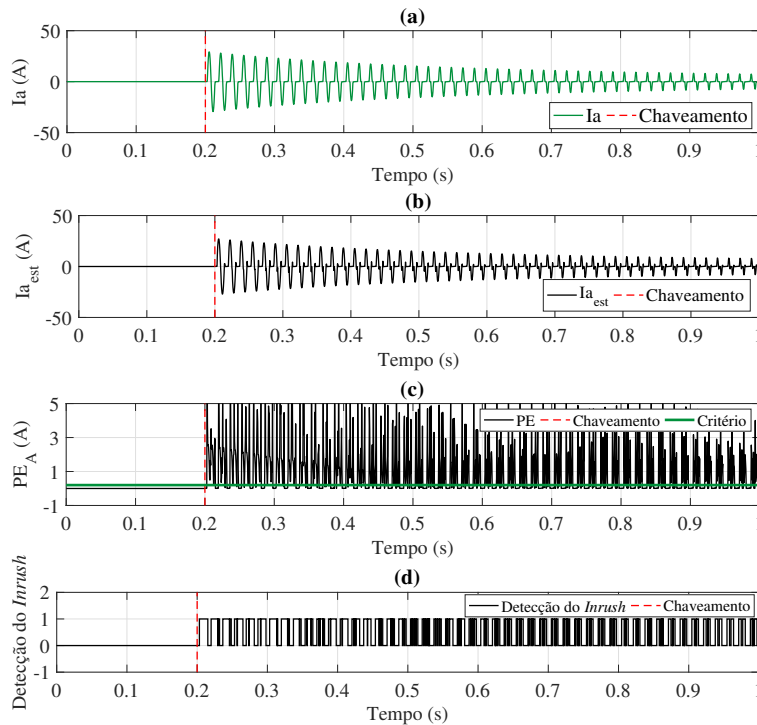 (a)
50
0
-50
Ia (A)
Ia
Chaveamento
0 0.1 0.2 0.3 0.4 0.5 0.6 0.7 0.8 0.9 1
Tempo (s)
(b)
50
0
-50
Ia_est (A)
Ia_est
Chaveamento
0 0.1 0.2 0.3 0.4 0.5 0.6 0.7 0.8 0.9 1
Tempo (s)
(c)
5
3
1
-1
PE_A (A)
PE
Chaveamento
Critério
0 0.1 0.2 0.3 0.4 0.5 0.6 0.7 0.8 0.9 1
Tempo (s)
(d)
2
1
0
-1
Detecção do Inrush
Detecção do Inrush
Chaveamento
0 0.1 0.2 0.3 0.4 0.5 0.6 0.7 0.8 0.9 1
Tempo (s)